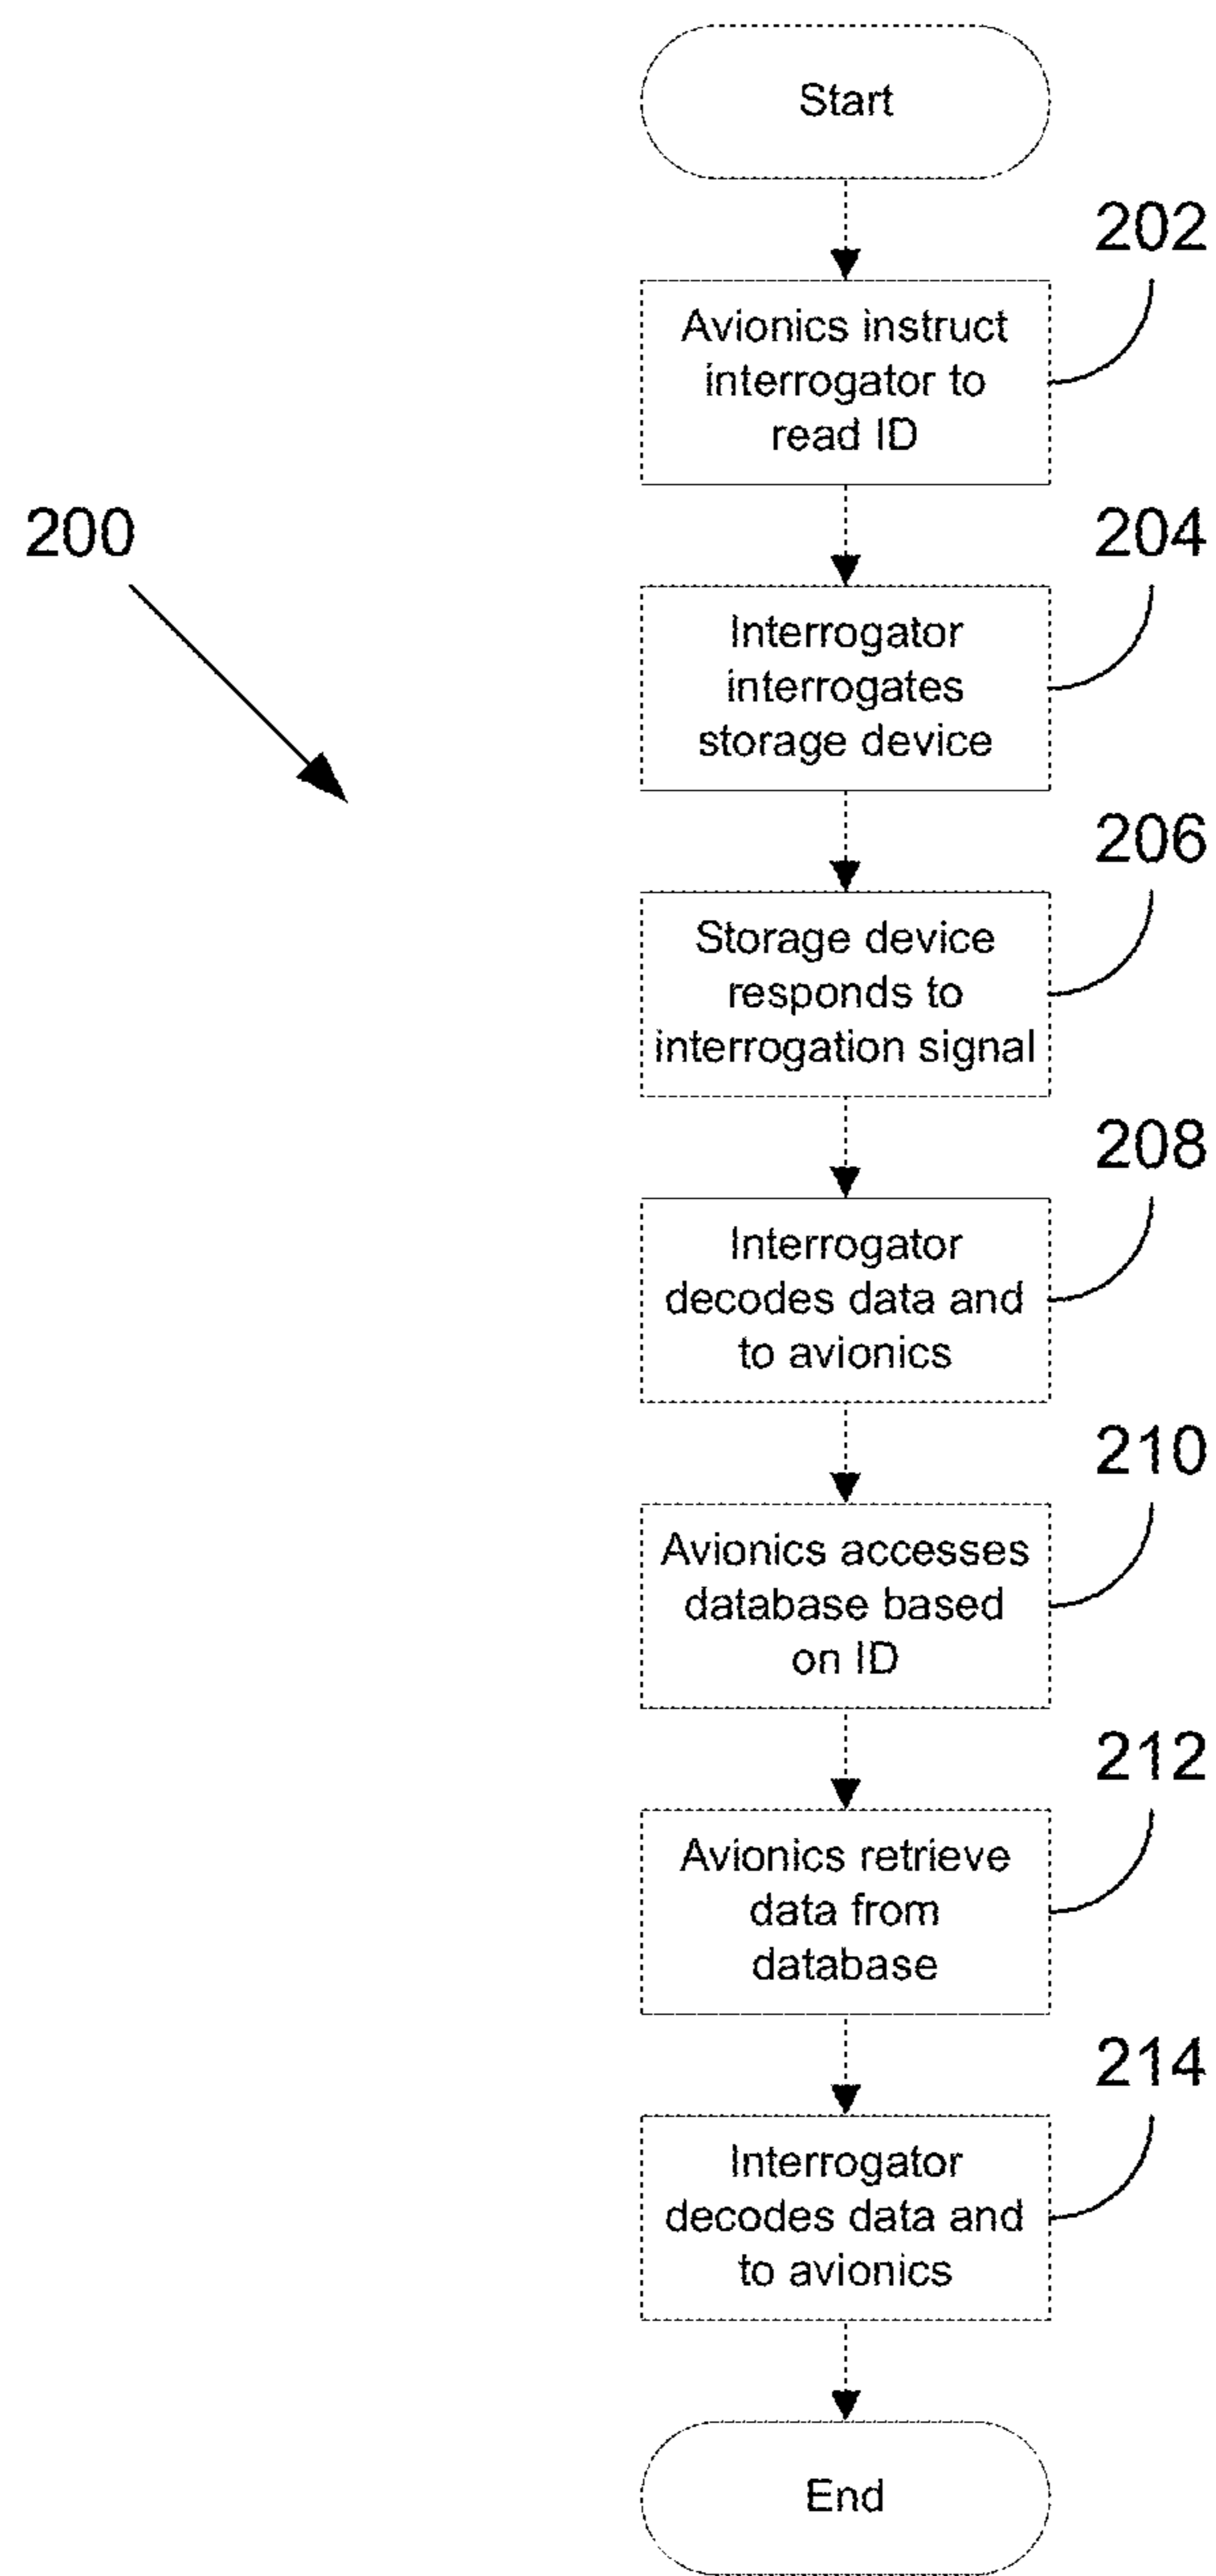 Start
202
Avionics instruct
interrogator to
read ID
200
204
Interrogator
interrogates
storage device
206
Storage device
responds to
interrogation signal
208
Interrogator
decodes data and
to avionics
210
Avionics accesses
database based
on ID
212
Avionics retrieve
data from
database
214
Interrogator
decodes data and
to avionics
End